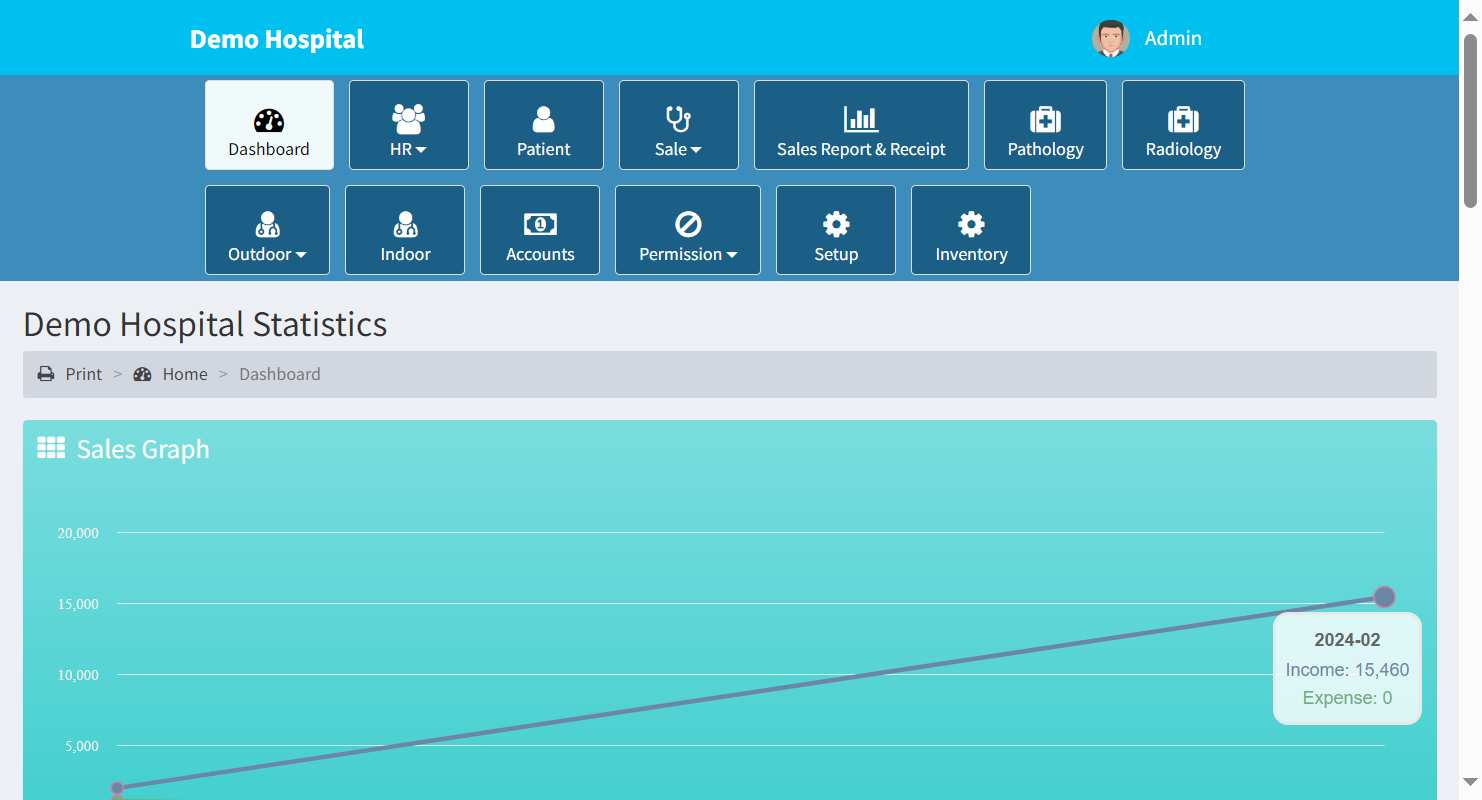 Demo Hospital
Admin
Dashboard
HR
Patient
Sale
Sales Report & Receipt
Pathology
Radiology
Outdoor
Indoor
Accounts
Permission
Setup
Inventory
Demo Hospital Statistics
Print > Home > Dashboard
Sales Graph
20,000
15,000
10,000
5,000
2024-02
Income: 15,460
Expense: 0